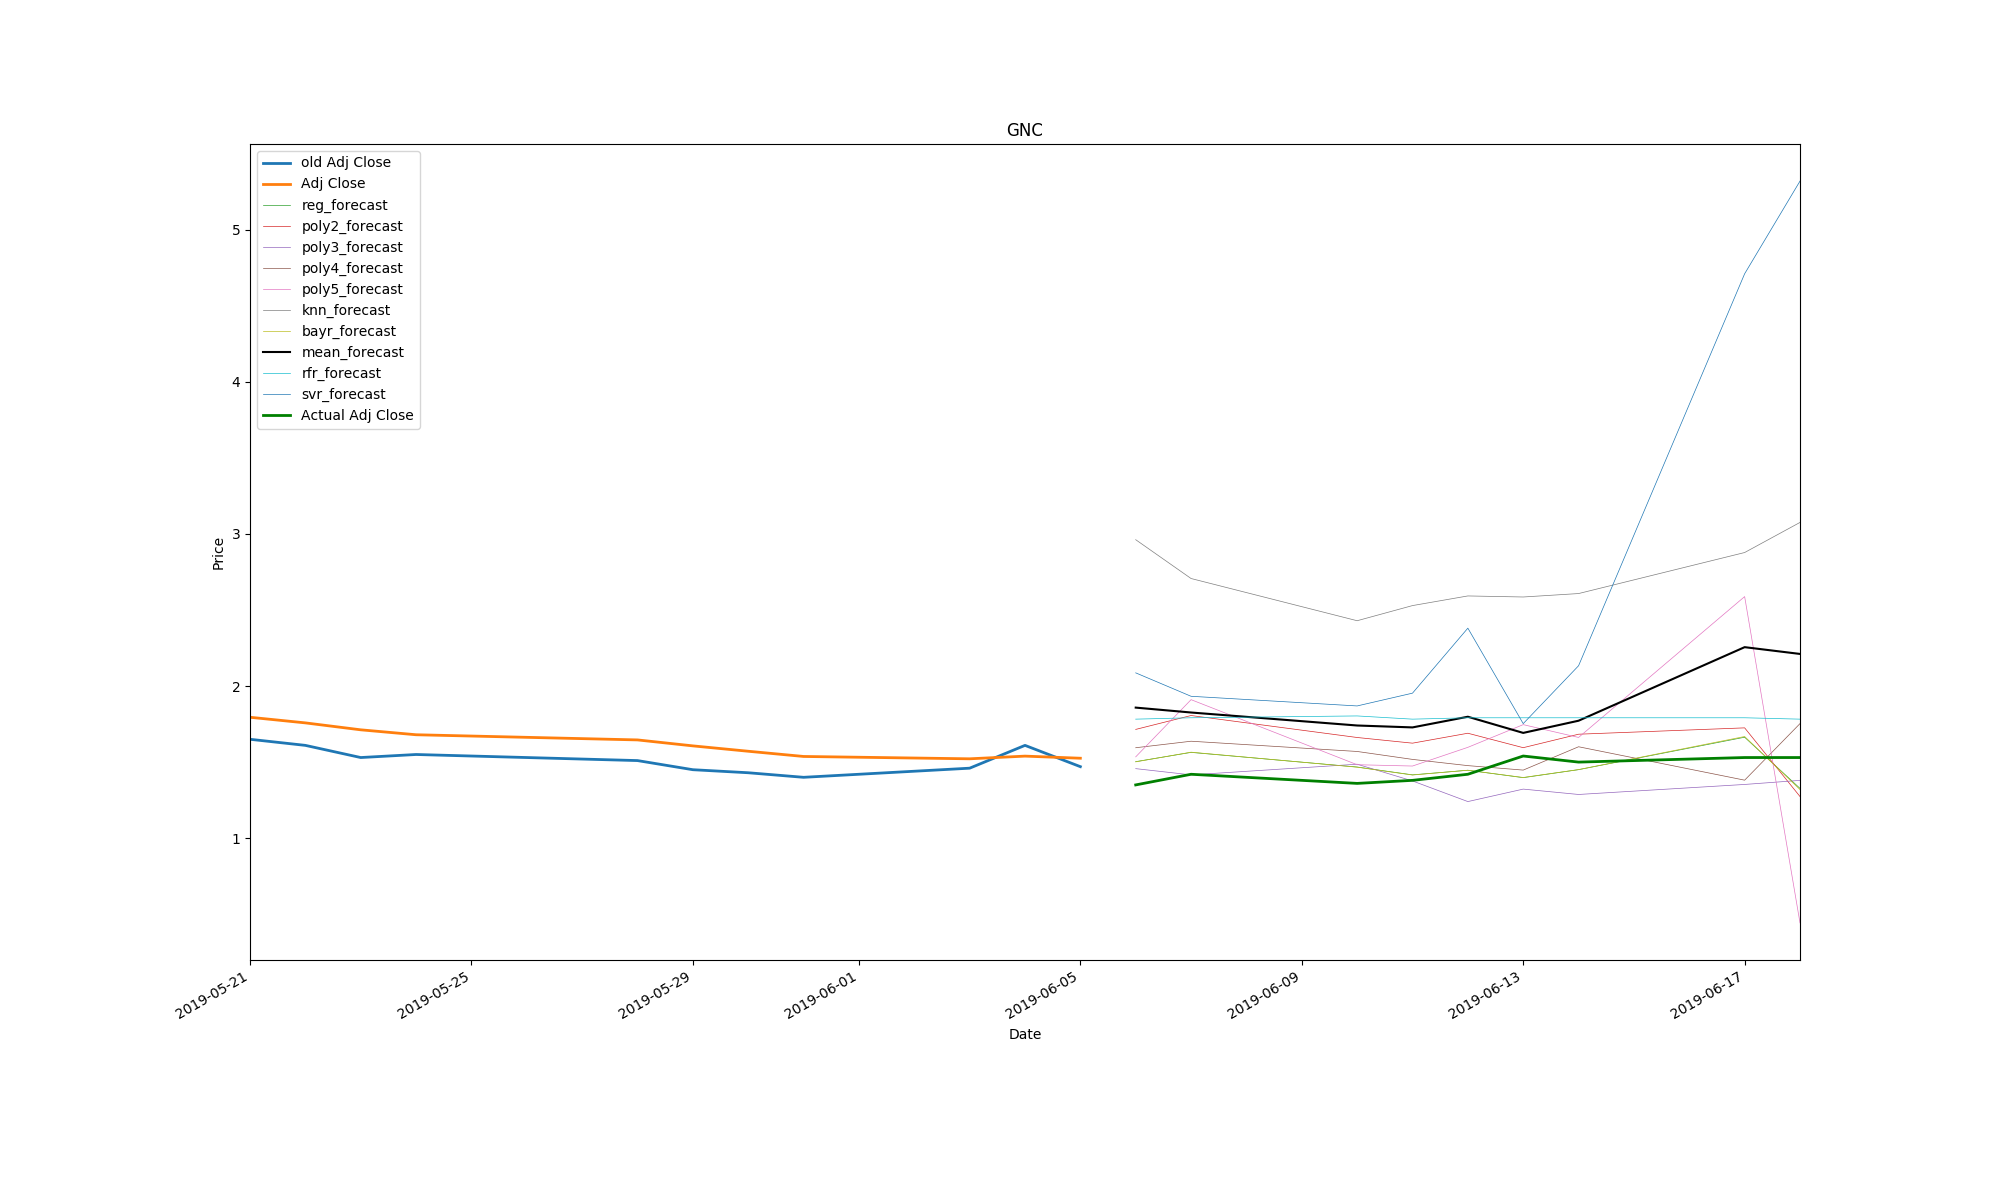 GNC
old Adj Close
Adj Close
reg_forecast
poly2_forecast
poly3_forecast
poly4_forecast
poly5_forecast
knn_forecast
bayr_forecast
mean_forecast
rfr_forecast
svr_forecast
Actual Adj Close
5
4
3
2
1
Price
2019-05-21
2019-05-25
2019-05-29
2019-06-01
2019-06-05
2019-06-09
2019-06-13
2019-06-17
Date